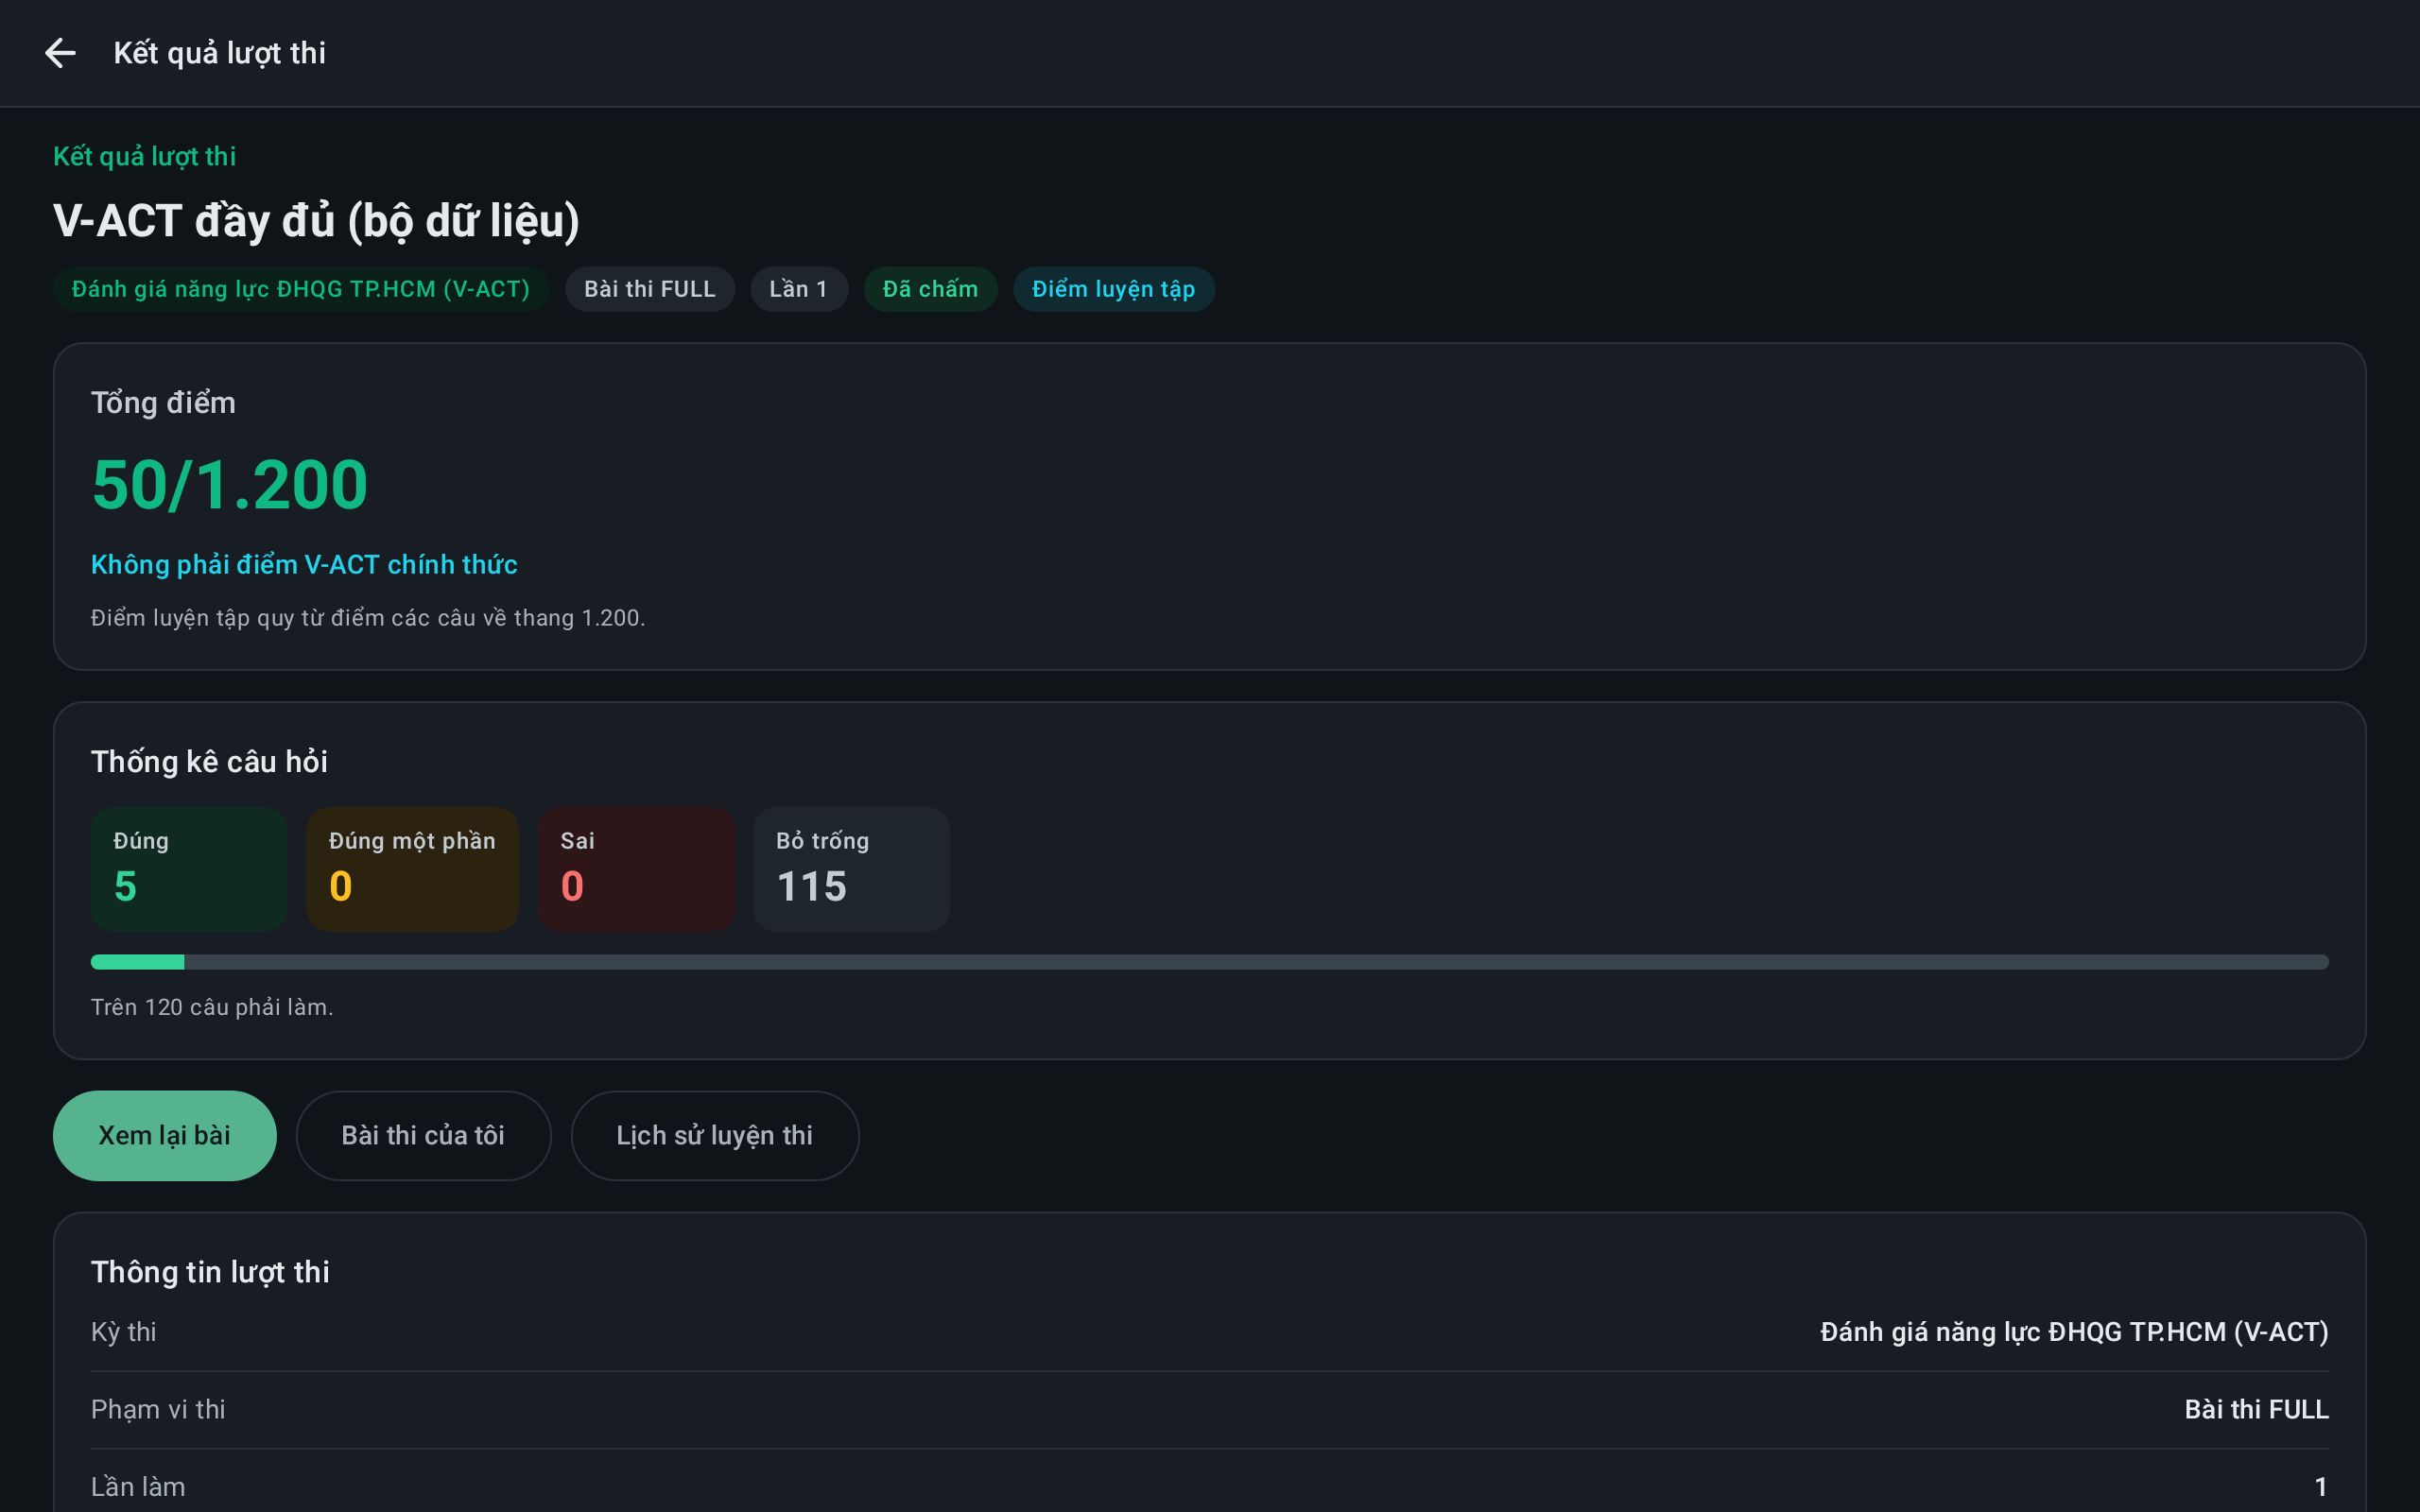 Kết quả lượt thi
Kết quả lượt thi
V-ACT đầy đủ (bộ dữ liệu)
Đánh giá năng lực ĐHQG TP.HCM (V-ACT) Bài thi FULL Lần 1 Đã chấm Điểm luyện tập
Tổng điểm
50/1.200
Không phải điểm V-ACT chính thức
Điểm luyện tập quy từ điểm các câu về thang 1.200.
Thống kê câu hỏi
Đúng Đúng một phần Sai Bỏ trống
5 0 0 115
Trên 120 câu phải làm.
Xem lại bài Bài thi của tôi Lịch sử luyện thi
Thông tin lượt thi
Kỳ thi Đánh giá năng lực ĐHQG TP.HCM (V-ACT)
Phạm vi thi Bài thi FULL
Lần làm 1